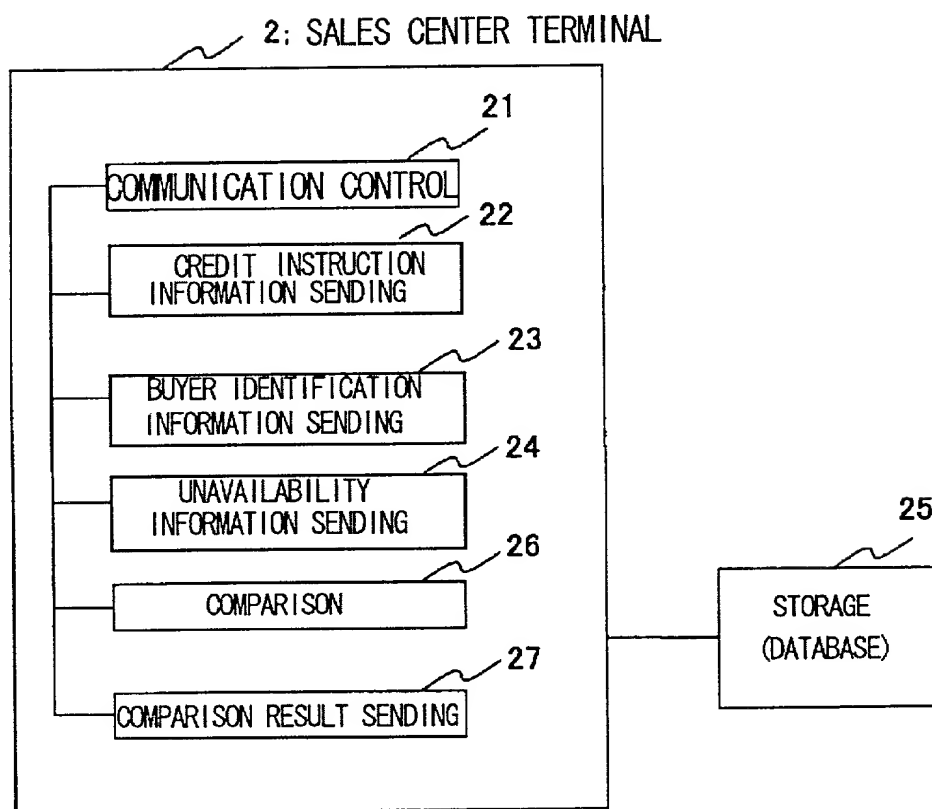 2: SALES CENTER TERMINAL
21
COMMUNICATION CONTROL
22
CREDIT INSTRUCTION
INFORMATION SENDING
23
BUYER IDENTIFICATION
INFORMATION SENDING
24
UNAVAILABILITY
INFORMATION SENDING
25
26
COMPARISON
STORAGE
(DATABASE)
27
COMPARISON RESULT SENDING